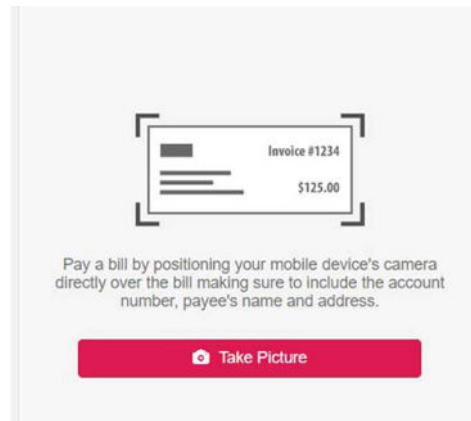 Invoice #1234
$125.00
Pay a bill by positioning your mobile device's camera
directly over the bill making sure to include the account
number, payee's name and address.
Take Picture